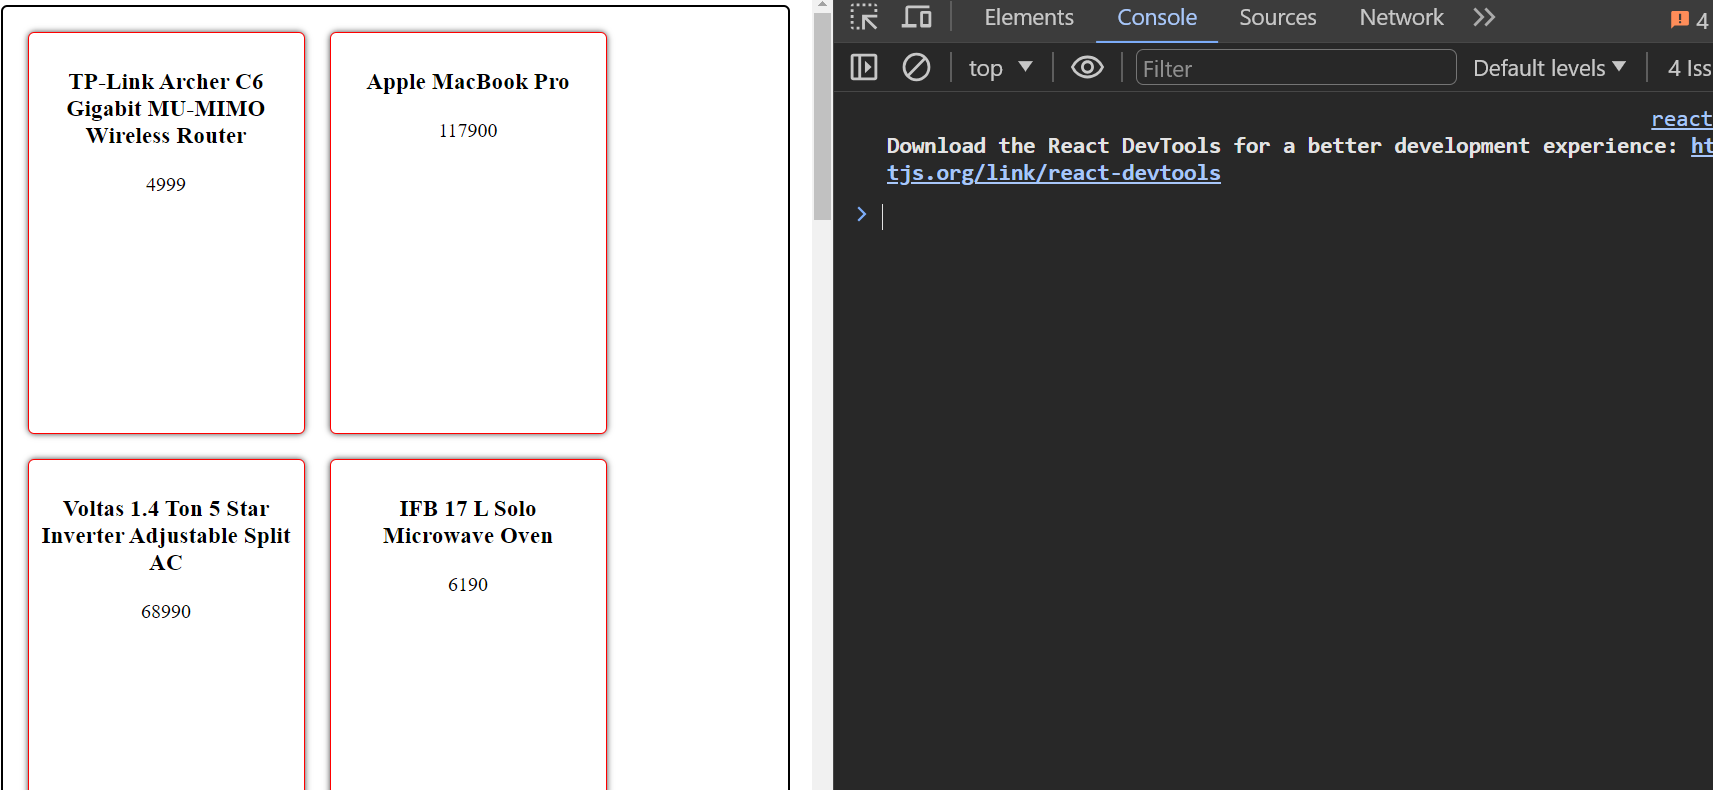 TP-Link Archer C6
Gigabit MU-MIMO
Wireless Router
4999
Apple MacBook Pro
117900
Voltas 1.4 Ton 5 Star
Inverter Adjustable Split
AC
68990
IFB 17 L Solo
Microwave Oven
6190
Elements Console Sources Network 4
top Filter Default levels 4 Iss
react
Download the React DevTools for a better development experience: ht
tjs.org/link/react-devtools